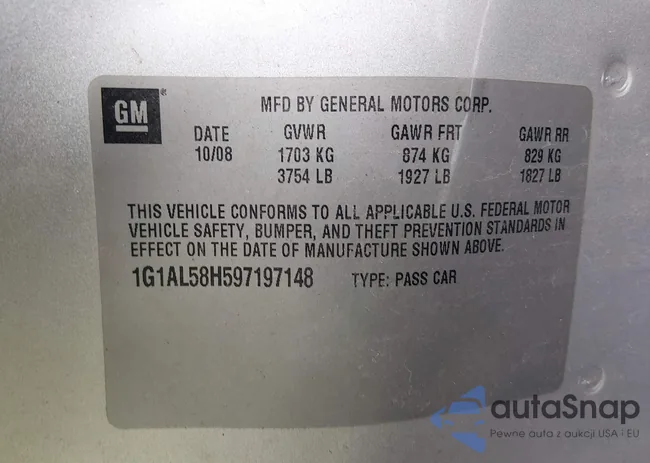 GM
MFD BY GENERAL MOTORS CORP.
DATE GVWR GAWR FRT GAWR RR
10/08 1703 KG 874 KG 829 KG
3754 LB 1927 LB 1827 LB
THIS VEHICLE CONFORMS TO ALL APPLICABLE U.S. FEDERAL MOTOR
VEHICLE SAFETY, BUMPER, AND THEFT PREVENTION STANDARDS IN
EFFECT ON THE DATE OF MANUFACTURE SHOWN ABOVE.
1G1AL58H597197148 TYPE: PASS CAR
autaSnap
Pewne auta z aukcji USA i EU